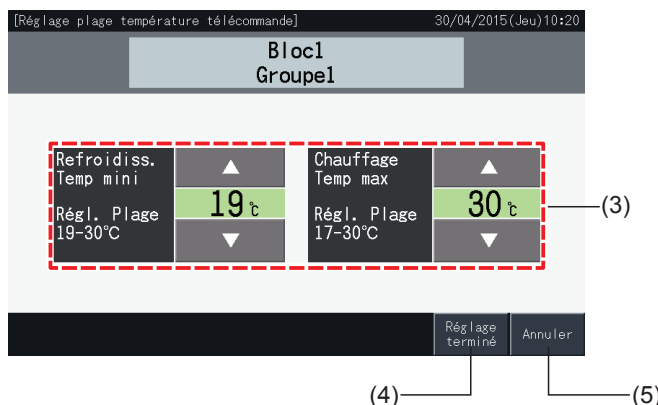 [Réglage plage température télécommande] 30/04/2015(Jeu)10:20
Bloc1
Groupe1
Refroidiss.
Temp mini
Régl. Plage
19-30°C
19℃
Chauffage
Temp max
Régl. Plage
17-30°C
30℃
(3)
Réglage
terminé
Annuler
(4)
(5)